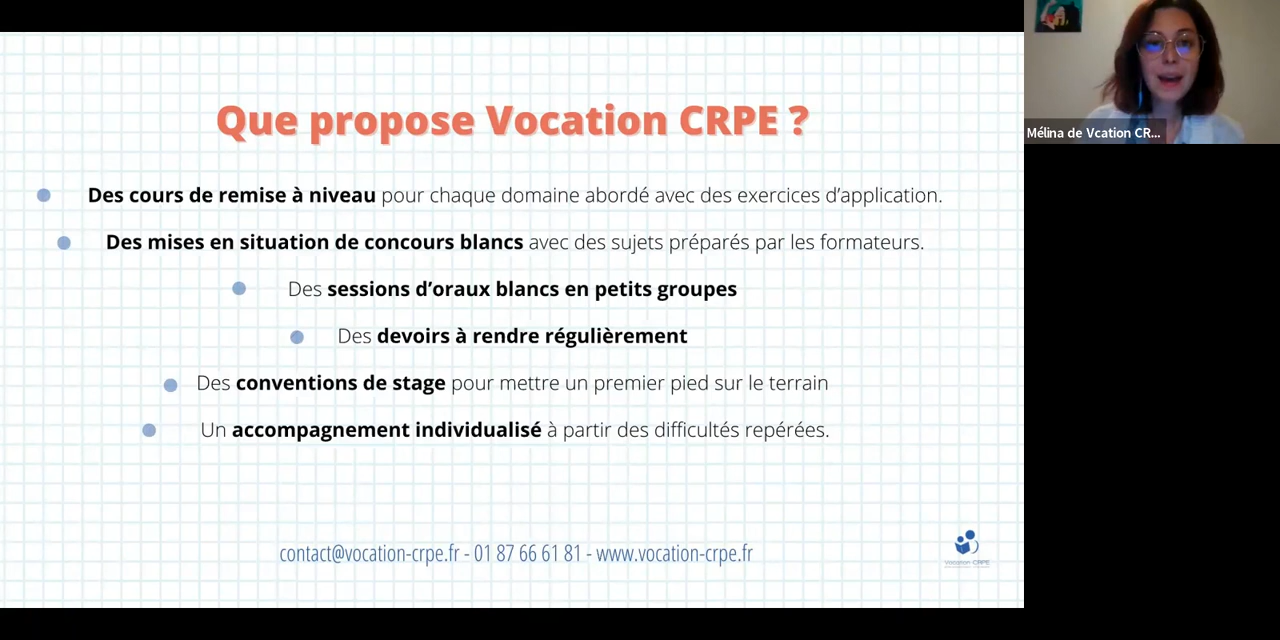 Que propose Vocation CRPE ?
Des cours de remise à niveau pour chaque domaine abordé avec des exercices d’application.
Des mises en situation de concours blancs avec des sujets préparés par les formateurs.
Des sessions d’oraux blancs en petits groupes
Des devoirs à rendre régulièrement
Des conventions de stage pour mettre un premier pied sur le terrain
Un accompagnement individualisé à partir des difficultés repérées.
contact@vocation-crpe.fr - 01 87 66 61 81 - www.vocation-crpe.fr
Vocation CRPE
Mélina de Vcation CR...